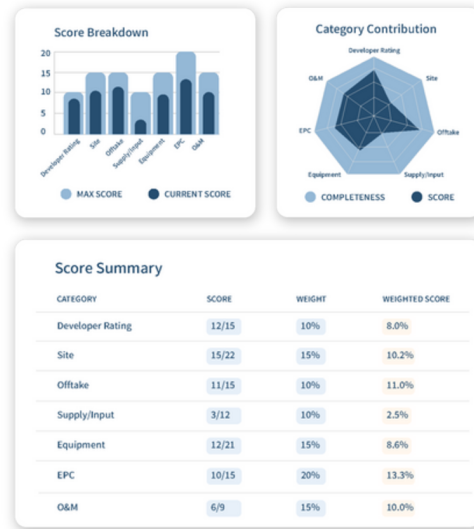 Score Breakdown
20
15
10
5
0
Developer Rating
Site
Offtake
Supply/Input
Equipment
EPC
O&M
MAX SCORE
CURRENT SCORE
Category Contribution
Developer Rating
O&M
Site
EPC
Offtake
Equipment
Supply/Input
COMPLETENESS
SCORE
Score Summary
CATEGORY SCORE WEIGHT WEIGHTED SCORE
Developer Rating 12/15 10% 8.0%
Site 15/22 15% 10.2%
Offtake 11/15 10% 11.0%
Supply/Input 3/12 10% 2.5%
Equipment 12/21 15% 8.6%
EPC 10/15 20% 13.3%
O&M 6/9 15% 10.0%